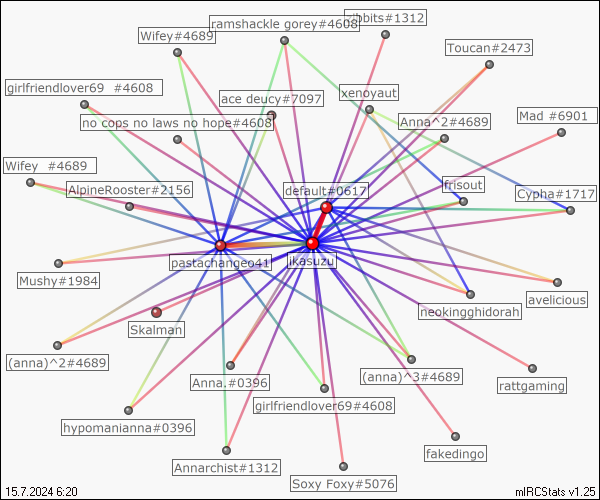 ramshackle gorey#4608
ribbits#1312
Wifey#4689
Toucan#2473
girlfriendlover69 #4608
ace deucy#7097
xenoyaut
no cops no laws no hope#4608
Anna^2#4689
Mad #6901
Wifey #4689
AlpineRooster#2156
default#0617
frisout
Cypha#1717
pastachangeo41
ikasuzu
Mushy#1984
avelicious
neokingghidorah
Skalman
(anna)^2#4689
Anna.#0396
(anna)^3#4689
rattgaming
girlfriendlover69#4608
hypomanianna#0396
fakedingo
Annarchist#1312
Soxy Foxy#5076
15.7.2024 6:20
mIRCStats v1.25